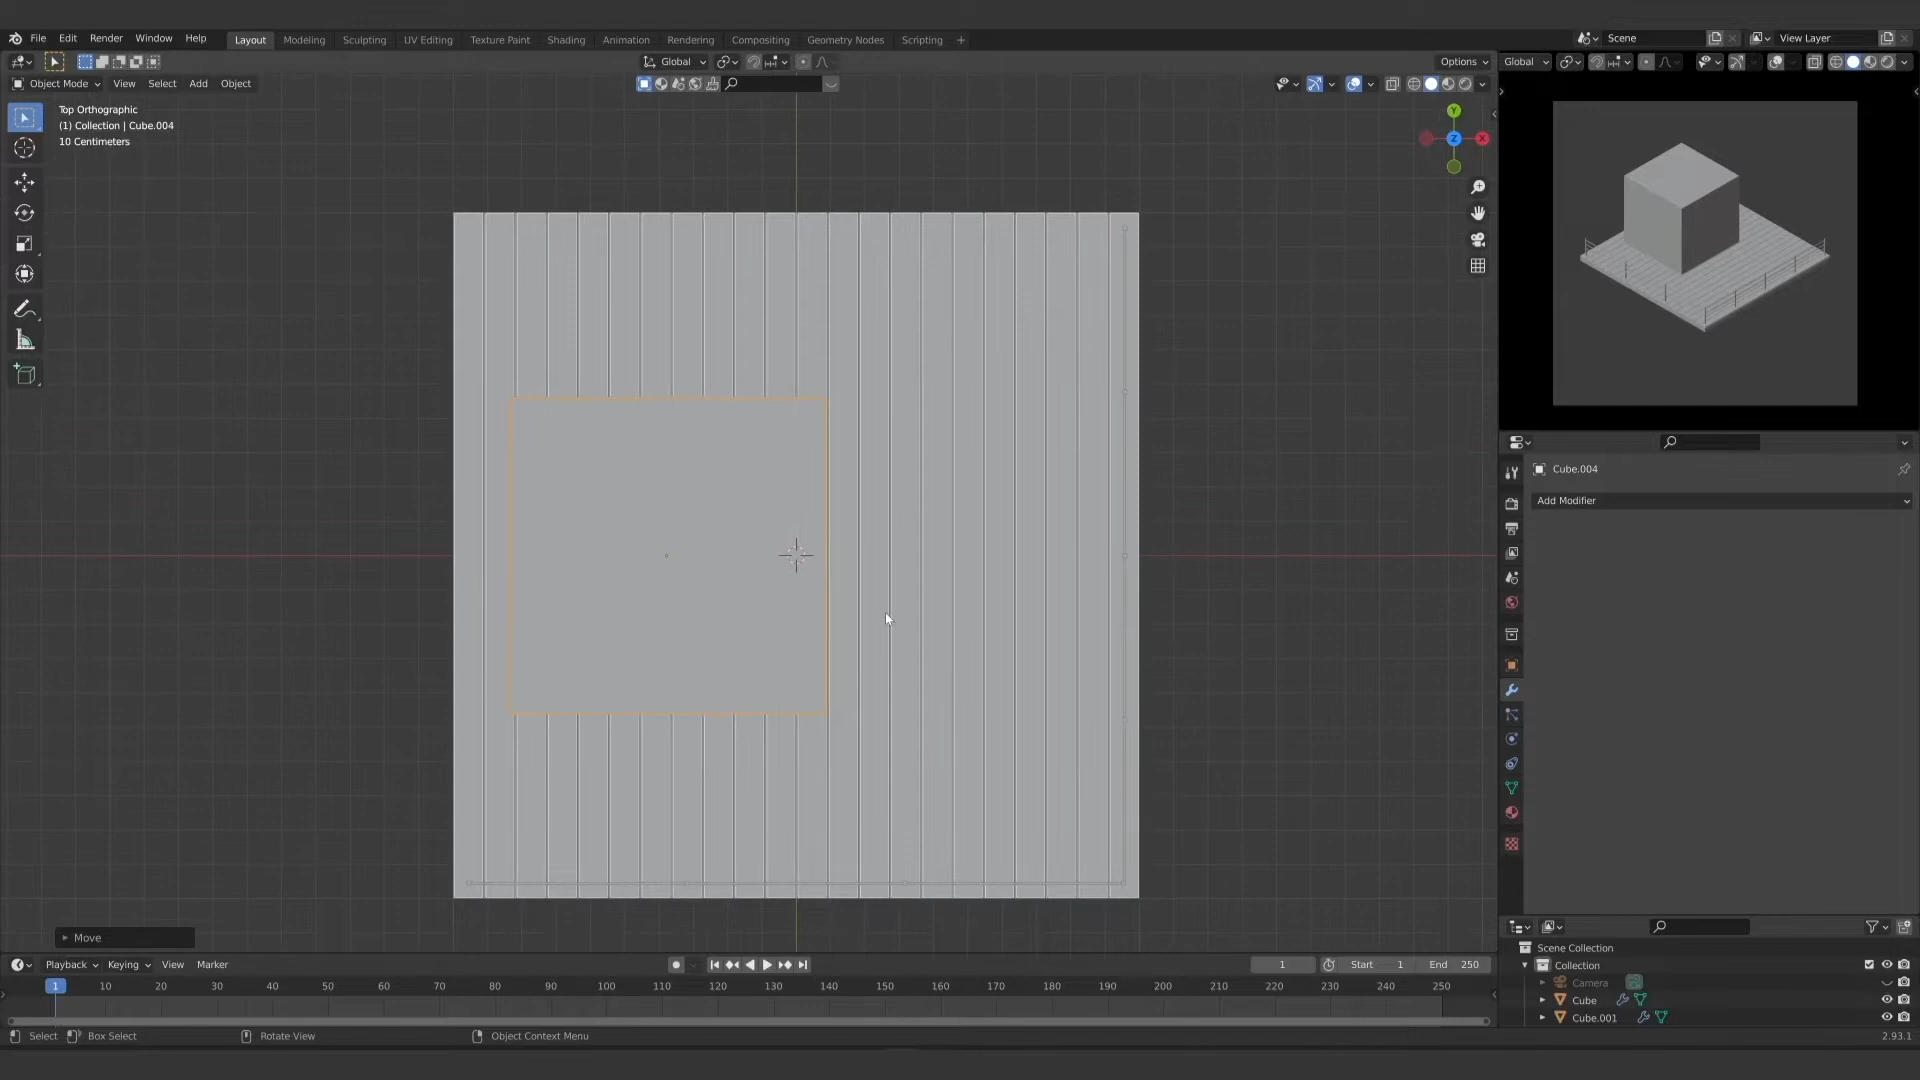 File Edit Render Window Help Layout Modeling Sculpting UV Editing Texture Paint Shading Animation Rendering Compositing Geometry Nodes Scripting + Scene View Layer
Global Options Global
Object Mode View Select Add Object
Top Orthographic
(1) Collection | Cube.004
10 Centimeters
Y
Z
X
Cube.004
Add Modifier
Move
Scene Collection
Collection
Camera
Cube
Cube.001
Playback Keying View Marker 1 Start 1 End 250
1 10 20 30 40 50 60 70 80 90 100 110 120 130 140 150 160 170 180 190 200 210 220 230 240 250
Select Box Select Rotate View Object Context Menu 2.93.1